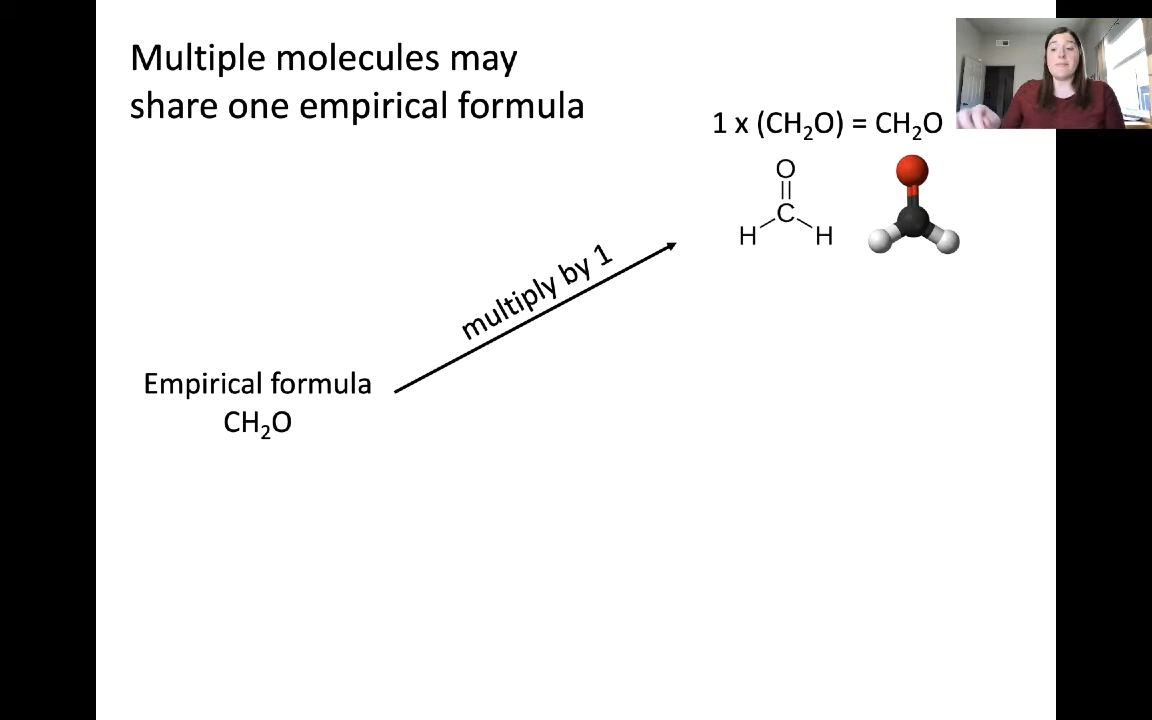 Multiple molecules may
share one empirical formula
1 x (CH₂O) = CH₂O
O
C
H H
multiply by 1
Empirical formula
CH₂O